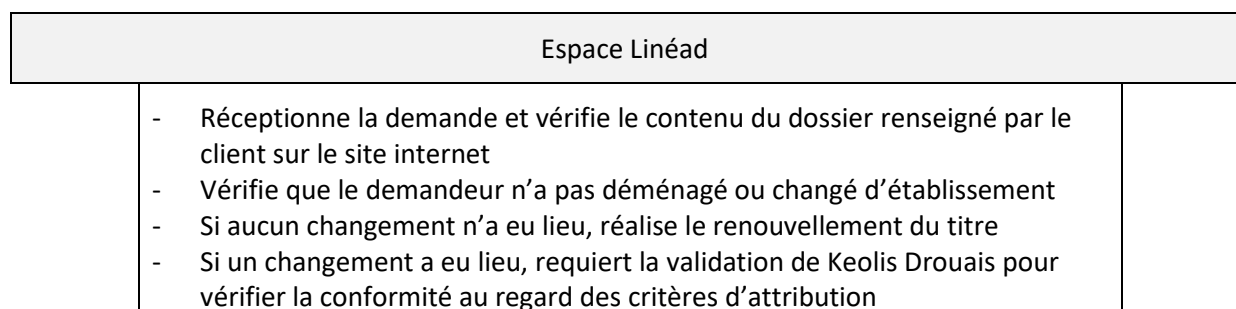 Espace Linéad
- Réceptionne la demande et vérifie le contenu du dossier renseigné par le
client sur le site internet
- Vérifie que le demandeur n’a pas déménagé ou changé d’établissement
- Si aucun changement n’a eu lieu, réalise le renouvellement du titre
- Si un changement a eu lieu, requiert la validation de Keolis Drouais pour
vérifier la conformité au regard des critères d’attribution